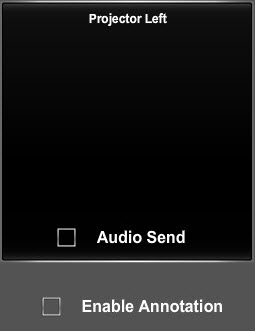 Projector Left
Audio Send
Enable Annotation